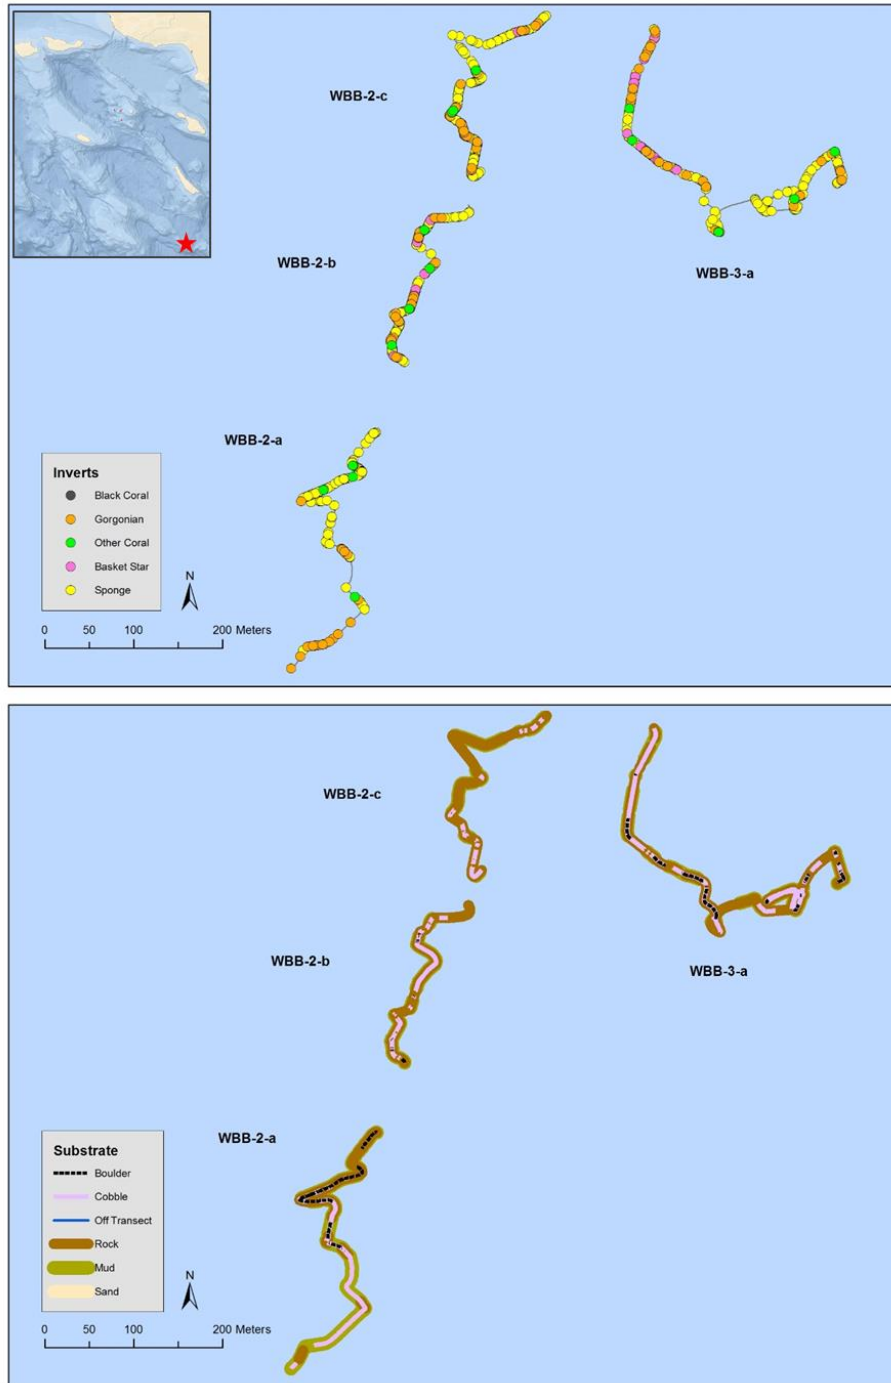 WBB-2-c
WBB-2-b
WBB-3-a
WBB-2-a
Inverts
Black Coral
Gorgonian
Other Coral
Basket Star
Sponge
N
0 50 100 200 Meters
WBB-2-c
WBB-2-b
WBB-3-a
WBB-2-a
Substrate
Boulder
Cobble
Off Transect
Rock
Mud
Sand
N
0 50 100 200 Meters